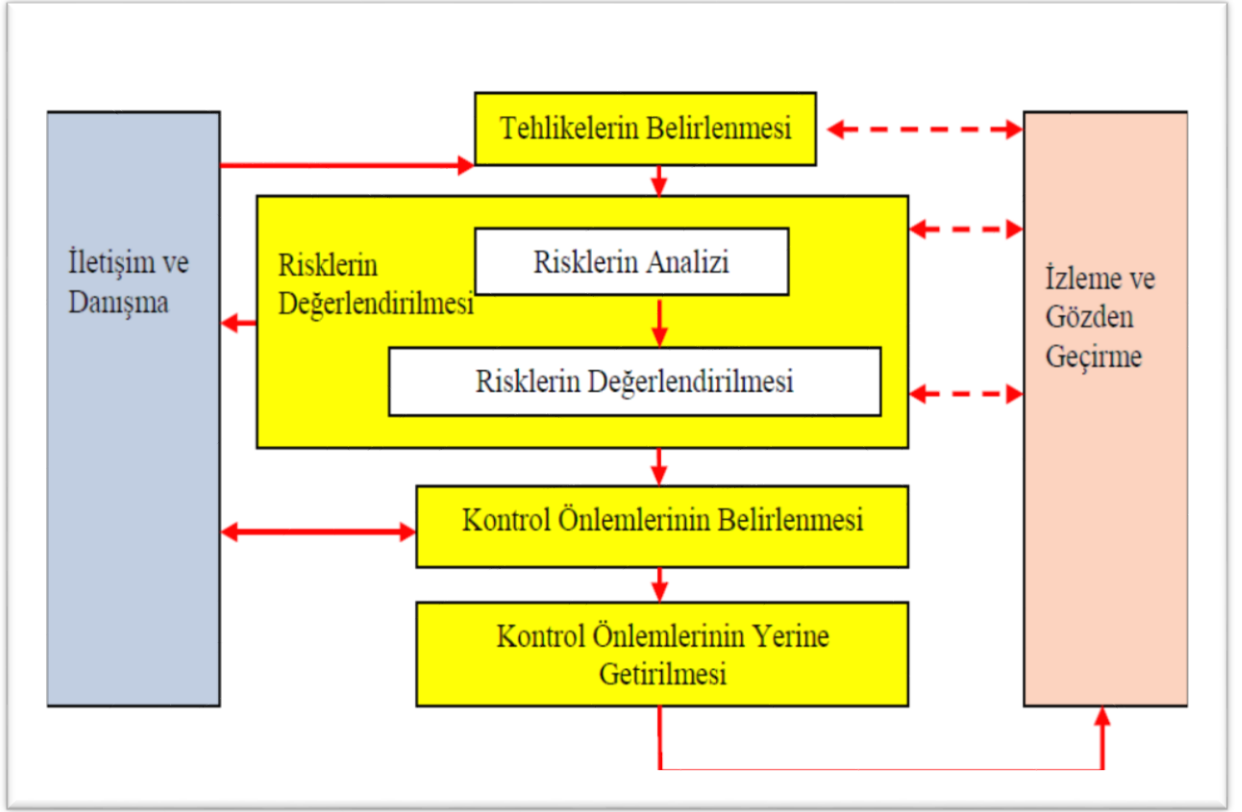 Tehlikelerin Belirlenmesi
İletişim ve
Danışma
Risklerin
Değerlendirilmesi
Risklerin Analizi
Risklerin Değerlendirilmesi
İzleme ve
Gözden
Geçirme
Kontrol Önlemlerinin Belirlenmesi
Kontrol Önlemlerinin Yerine
Getirilmesi